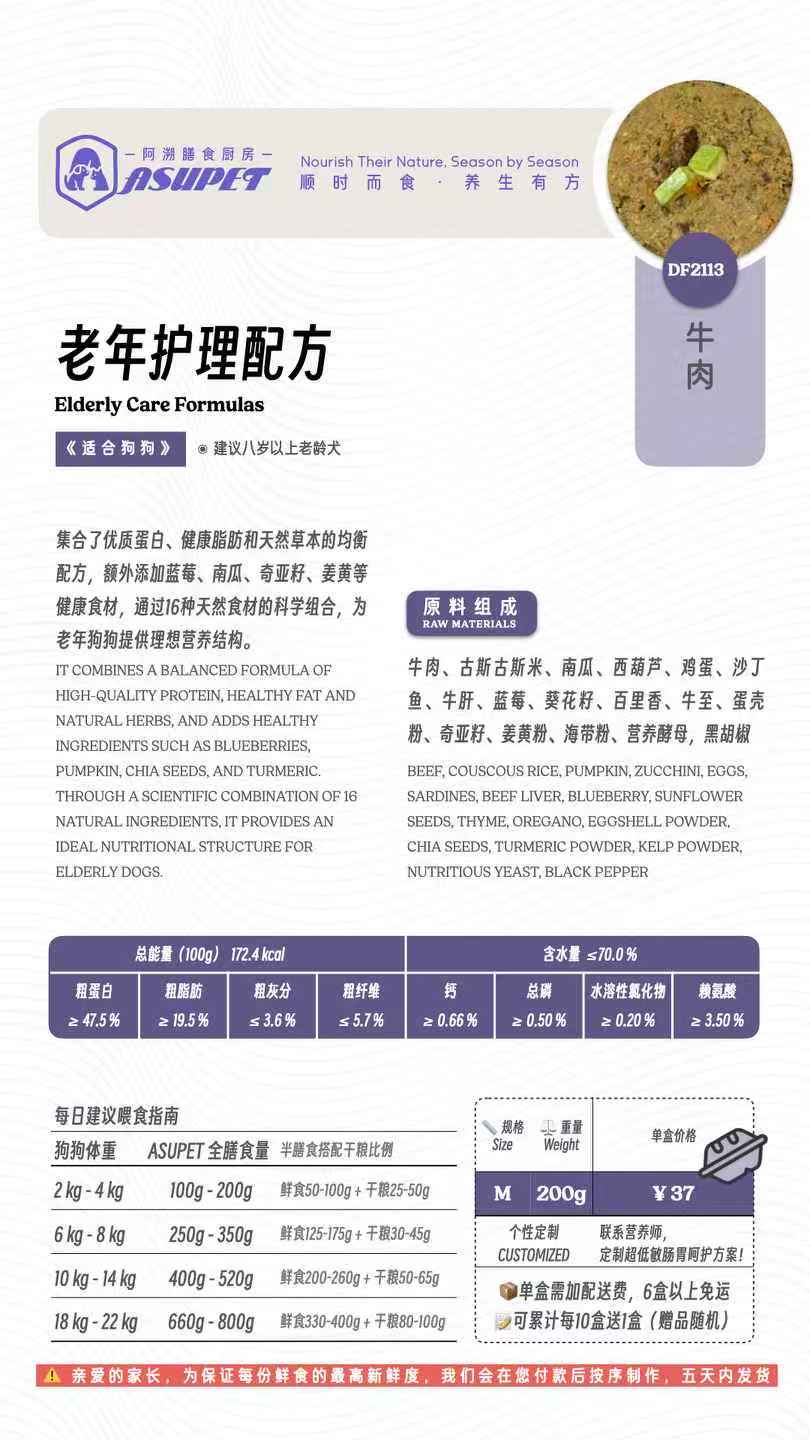 阿溯膳食厨房
ASUPET
Nourish Their Nature, Season by Season
顺时而食 · 养生有方
DF2113
牛肉
老年护理配方
Elderly Care Formulas
《适合狗狗》 ◉ 建议八岁以上老龄犬
集合了优质蛋白、健康脂肪和天然草本的均衡
配方，额外添加蓝莓、南瓜、奇亚籽、姜黄等
健康食材，通过16种天然食材的科学组合，为
老年狗狗提供理想营养结构。
IT COMBINES A BALANCED FORMULA OF
HIGH-QUALITY PROTEIN, HEALTHY FAT AND
NATURAL HERBS, AND ADDS HEALTHY
INGREDIENTS SUCH AS BLUEBERRIES,
PUMPKIN, CHIA SEEDS, AND TURMERIC.
THROUGH A SCIENTIFIC COMBINATION OF 16
NATURAL INGREDIENTS, IT PROVIDES AN
IDEAL NUTRITIONAL STRUCTURE FOR
ELDERLY DOGS.
原料组成
RAW MATERIALS
牛肉、古斯古斯米、南瓜、西葫芦、鸡蛋、沙丁
鱼、牛肝、蓝莓、葵花籽、百里香、牛至、蛋壳
粉、奇亚籽、姜黄粉、海带粉、营养酵母，黑胡椒
BEEF, COUSCOUS RICE, PUMPKIN, ZUCCHINI, EGGS,
SARDINES, BEEF LIVER, BLUEBERRY, SUNFLOWER
SEEDS, THYME, OREGANO, EGGSHELL POWDER,
CHIA SEEDS, TURMERIC POWDER, KELP POWDER,
NUTRITIOUS YEAST, BLACK PEPPER
总能量（100g） 172.4 kcal 含水量 ≤70.0 %
粗蛋白 粗脂肪 粗灰分 粗纤维 钙 总磷 水溶性氯化物 赖氨酸
≥ 47.5 % ≥ 19.5 % ≤ 3.6 % ≤ 5.7 % ≥ 0.66 % ≥ 0.50 % ≥ 0.20 % ≥ 3.50 %
每日建议喂食指南
狗狗体重 ASUPET 全膳食量 半膳食搭配干粮比例
2 kg - 4 kg 100g - 200g 鲜食50-100g + 干粮25-50g
6 kg - 8 kg 250g - 350g 鲜食125-175g + 干粮30-45g
10 kg - 14 kg 400g - 520g 鲜食200-260g + 干粮50-65g
18 kg - 22 kg 660g - 800g 鲜食330-400g + 干粮80-100g
规格 重量 单盒价格
Size Weight
M 200g ¥ 37
个性定制 联系营养师，
CUSTOMIZED 定制超低敏肠胃呵护方案！
📦单盒需加配送费，6盒以上免运
📝可累计每10盒送1盒（赠品随机）
⚠️ 亲爱的家长，为保证每份鲜食的最高新鲜度，我们会在您付款后按序制作，五天内发货